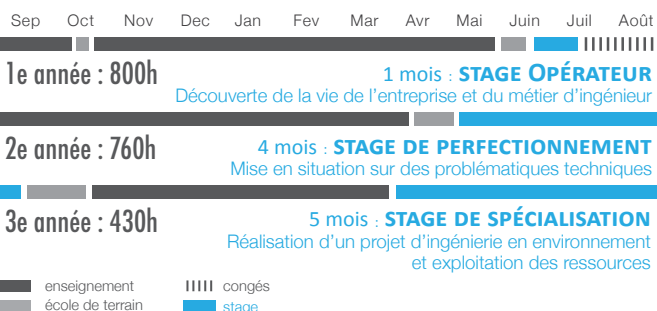 Sep Oct Nov Dec Jan Fev Mar Avr Mai Juin Juil Août
1e année : 800h
1 mois : STAGE OPÉRATEUR
Découverte de la vie de l'entreprise et du métier d'ingénieur
2e année : 760h
4 mois : STAGE DE PERFECTIONNEMENT
Mise en situation sur des problématiques techniques
3e année : 430h
5 mois : STAGE DE SPÉCIALISATION
Réalisation d'un projet d'ingénierie en environnement
et exploitation des ressources
enseignement
congés
école de terrain
stage